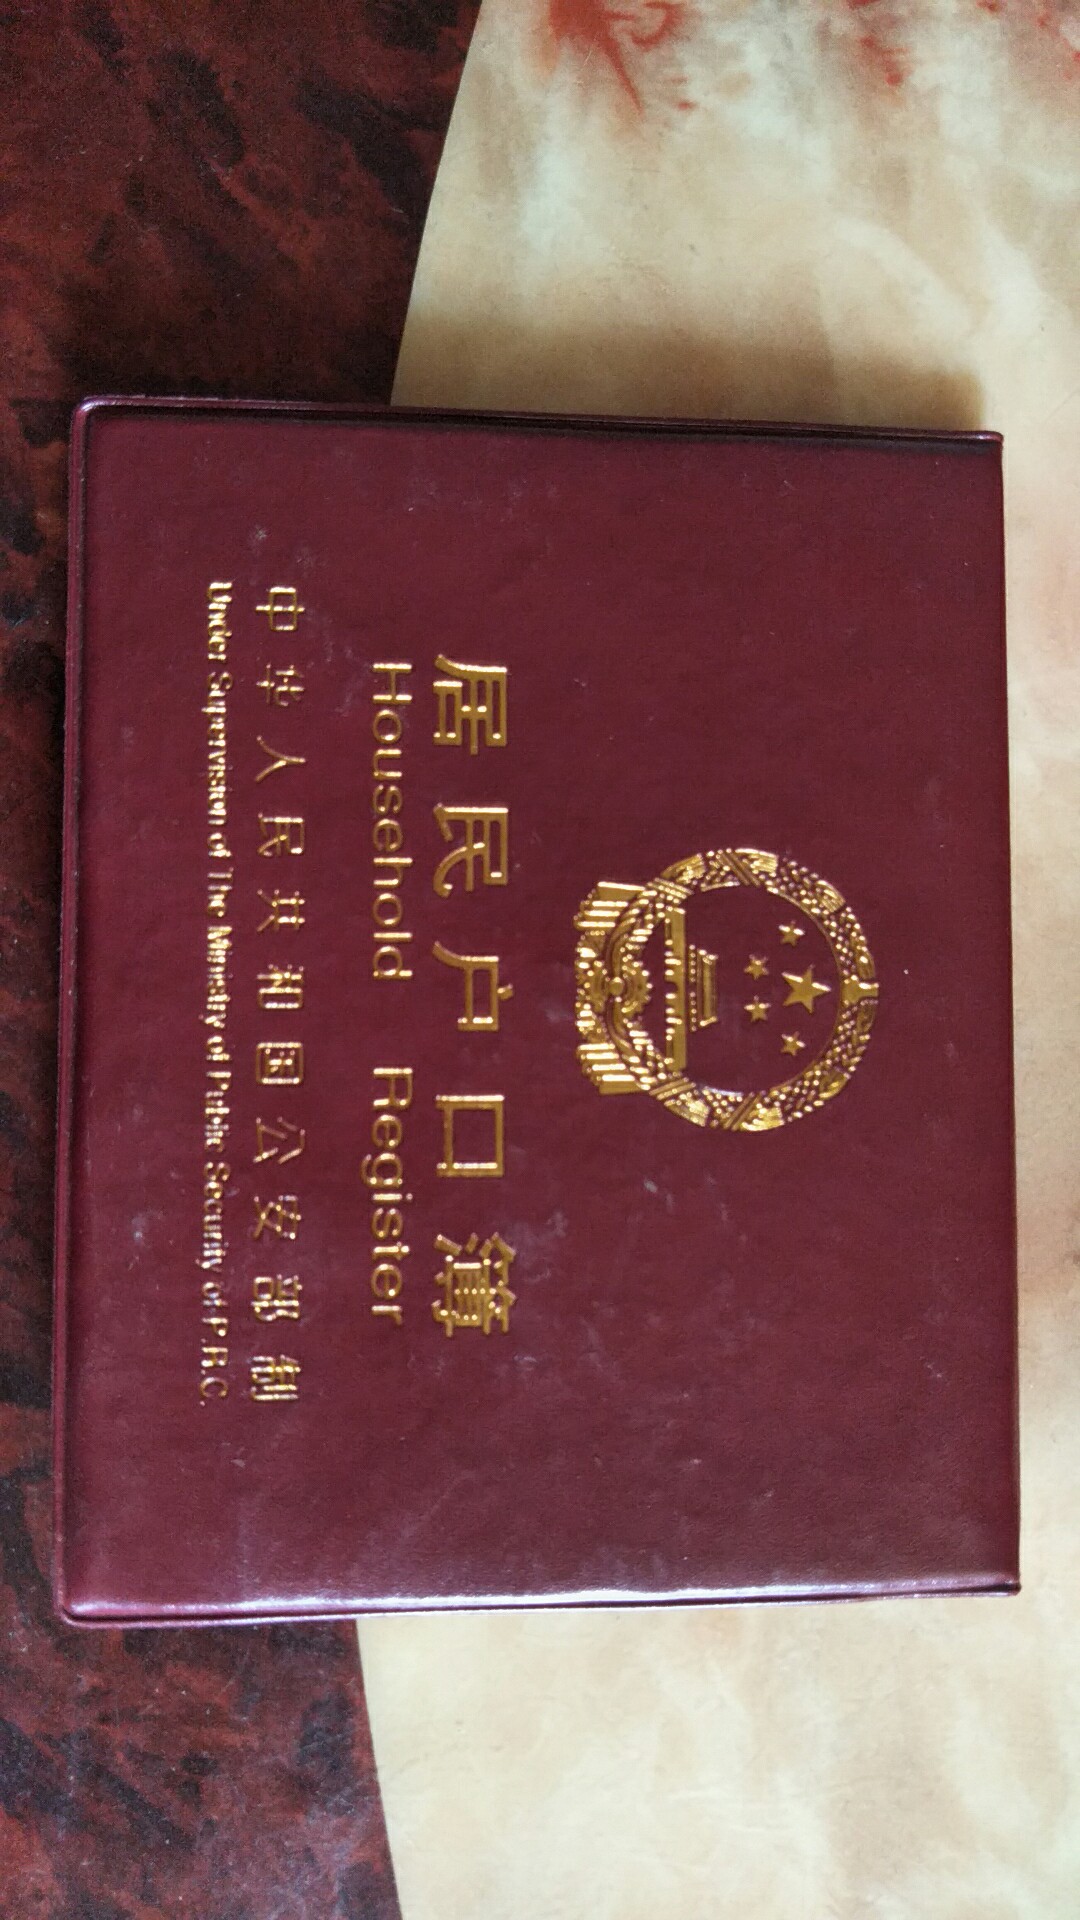 居民户口簿
Household Register
中华人民共和国公安部制
Under Supervision of The Ministry of Public Security of P.R.C.